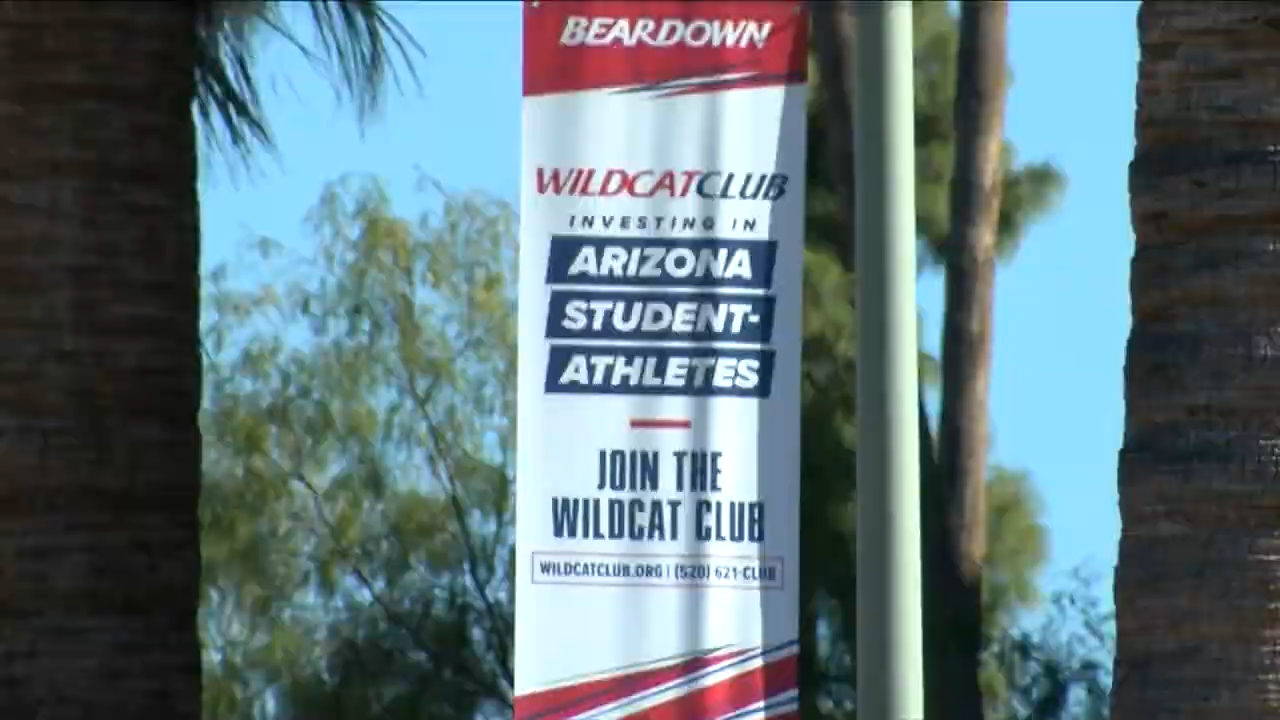 BEARDOWN
WILDCATCLUB
INVESTING IN
ARIZONA
STUDENT-
ATHLETES
JOIN THE
WILDCAT CLUB
WILDCATCLUB.ORG | (520) 621-CLUB